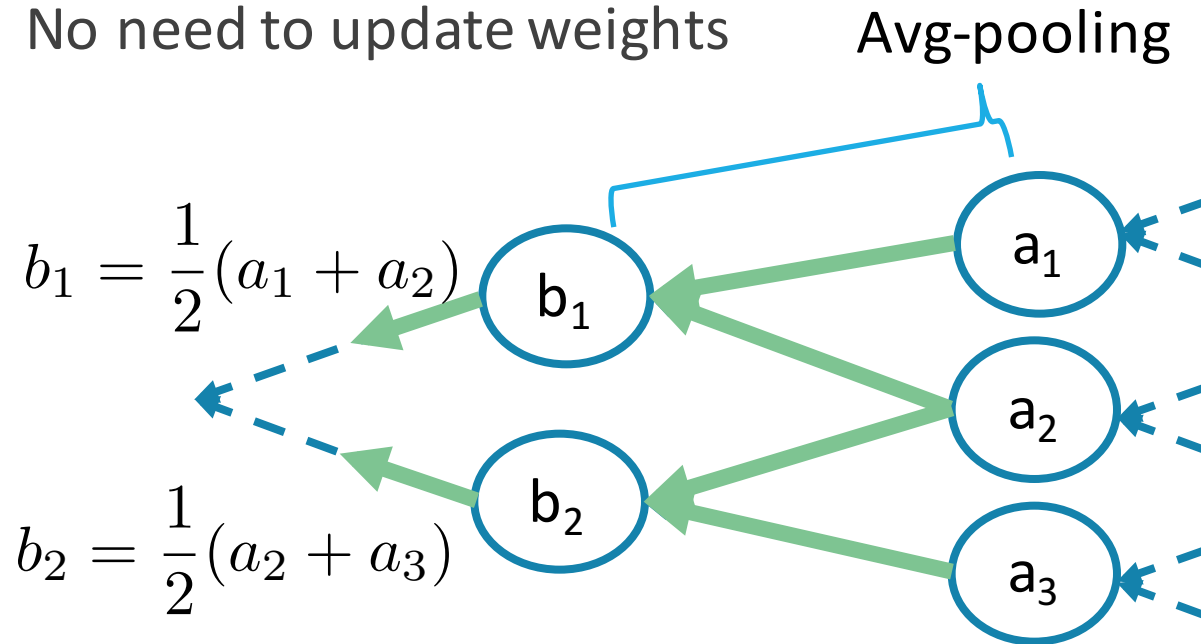 No need to update weights
Avg-pooling
b₁ = 1/2(a₁ + a₂)
b₁
a₁
a₂
b₂
b₂ = 1/2(a₂ + a₃)
a₃